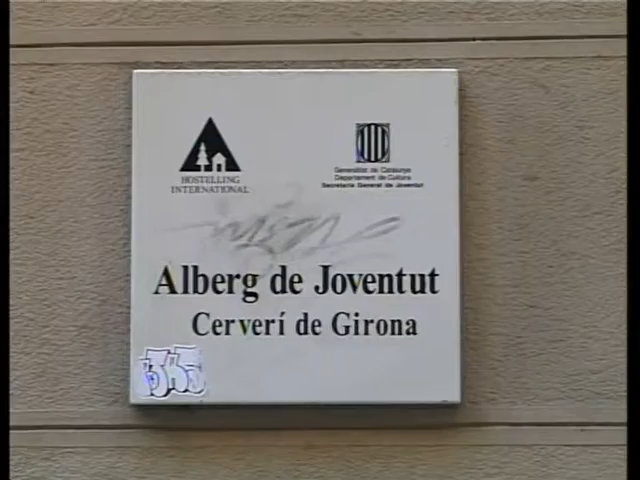 HOSTELLING
INTERNATIONAL
Generalitat de Catalunya
Departament de Cultura
Secretaria General de Joventut
Alberg de Joventut
Cerverí de Girona